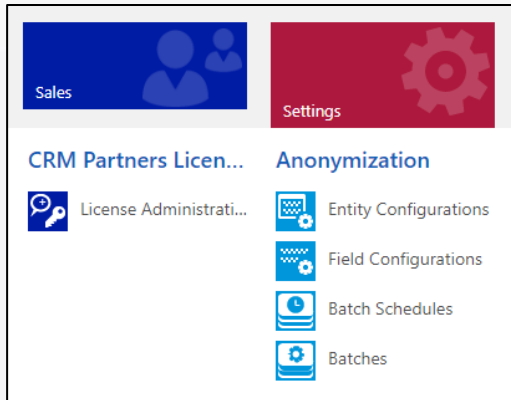 Sales
Settings
CRM Partners Licen...
License Administrati...
Anonymization
Entity Configurations
Field Configurations
Batch Schedules
Batches